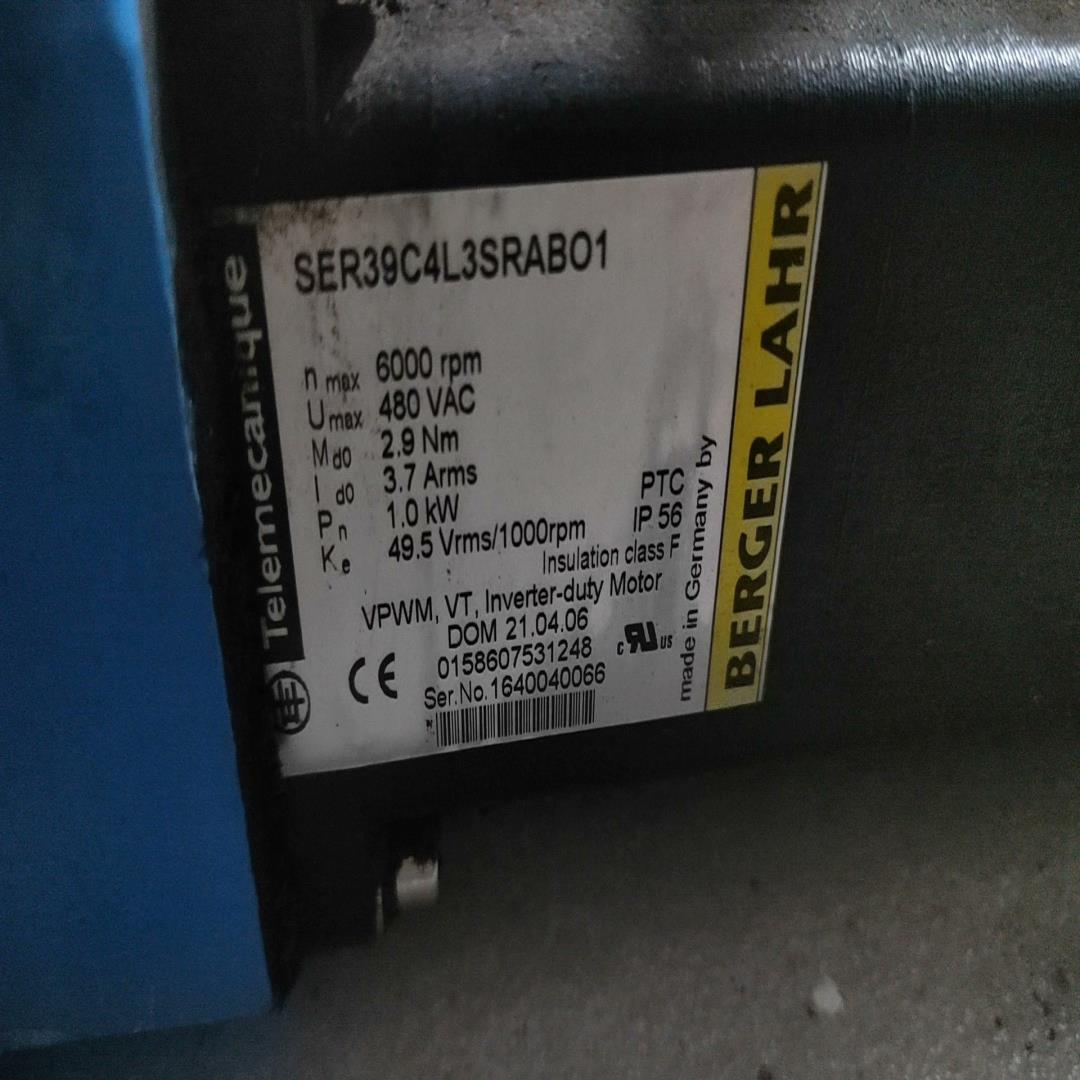 Telemecanique
SER39C4L3SRABO1
n max 6000 rpm
U max 480 VAC
M d0 2.9 Nm
I d0 3.7 Arms
P n 1.0 kW
K e 49.5 Vrms/1000rpm
PTC
IP 56
Insulation class F
VPWM, VT, Inverter-duty Motor
DOM 21.04.06
0158607531248
Ser.No.1640040066
CE
c RU us
made in Germany by
BERGER LAHR